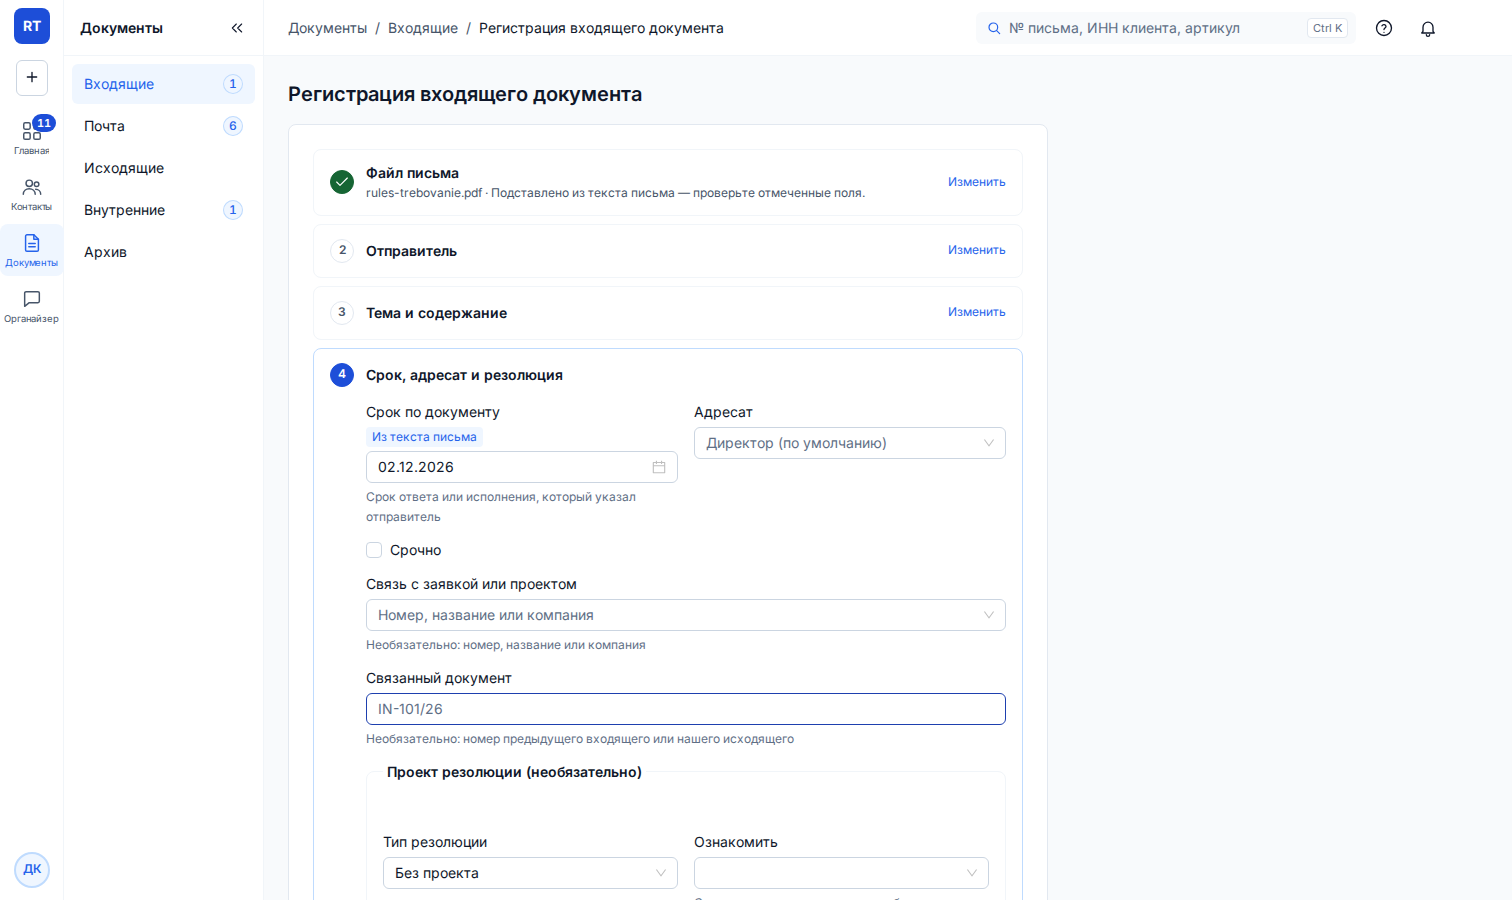 RT
Документы
Документы / Входящие / Регистрация входящего документа
№ письма, ИНН клиента, артикул
Ctrl K
11
Главная
Контакты
Документы
Органайзер
ДК
Входящие 1
Почта 6
Исходящие
Внутренние 1
Архив
Регистрация входящего документа
Файл письма
rules-trebovanie.pdf · Подставлено из текста письма — проверьте отмеченные поля.
Изменить
2 Отправитель Изменить
3 Тема и содержание Изменить
4 Срок, адресат и резолюция
Срок по документу
Из текста письма
02.12.2026
Срок ответа или исполнения, который указал
отправитель
Адресат
Директор (по умолчанию)
Срочно
Связь с заявкой или проектом
Номер, название или компания
Необязательно: номер, название или компания
Связанный документ
IN-101/26
Необязательно: номер предыдущего входящего или нашего исходящего
Проект резолюции (необязательно)
Тип резолюции
Без проекта
Ознакомить